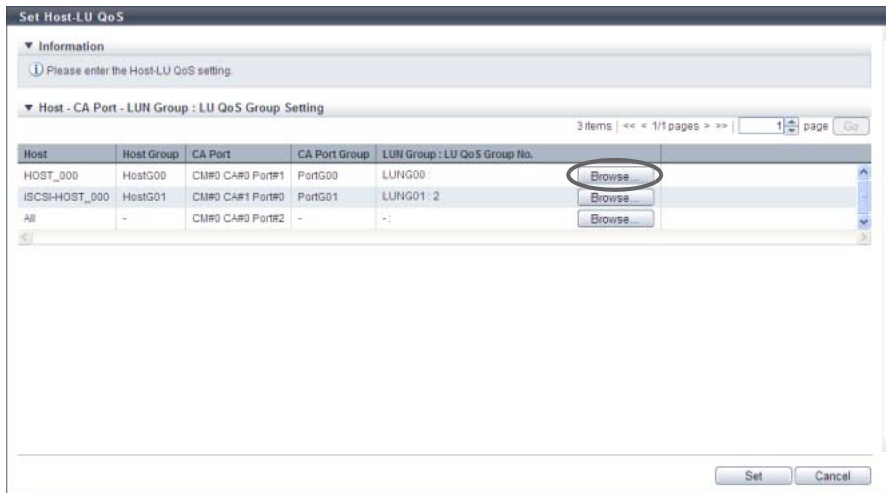 Set Host-LU QoS
▼ Information
Please enter the Host-LU QoS setting.
▼ Host - CA Port - LUN Group : LU QoS Group Setting
3 items | << < 1/1 pages > >> | 1 page Go
Host Host Group CA Port CA Port Group LUN Group : LU QoS Group No.
HOST_000 HostG00 CM#0 CA#0 Port#1 PortG00 LUNG00 : Browse...
iSCSI-HOST_000 HostG01 CM#0 CA#1 Port#0 PortG01 LUNG01 : 2 Browse...
All - CM#0 CA#0 Port#2 - - : Browse...
Set Cancel